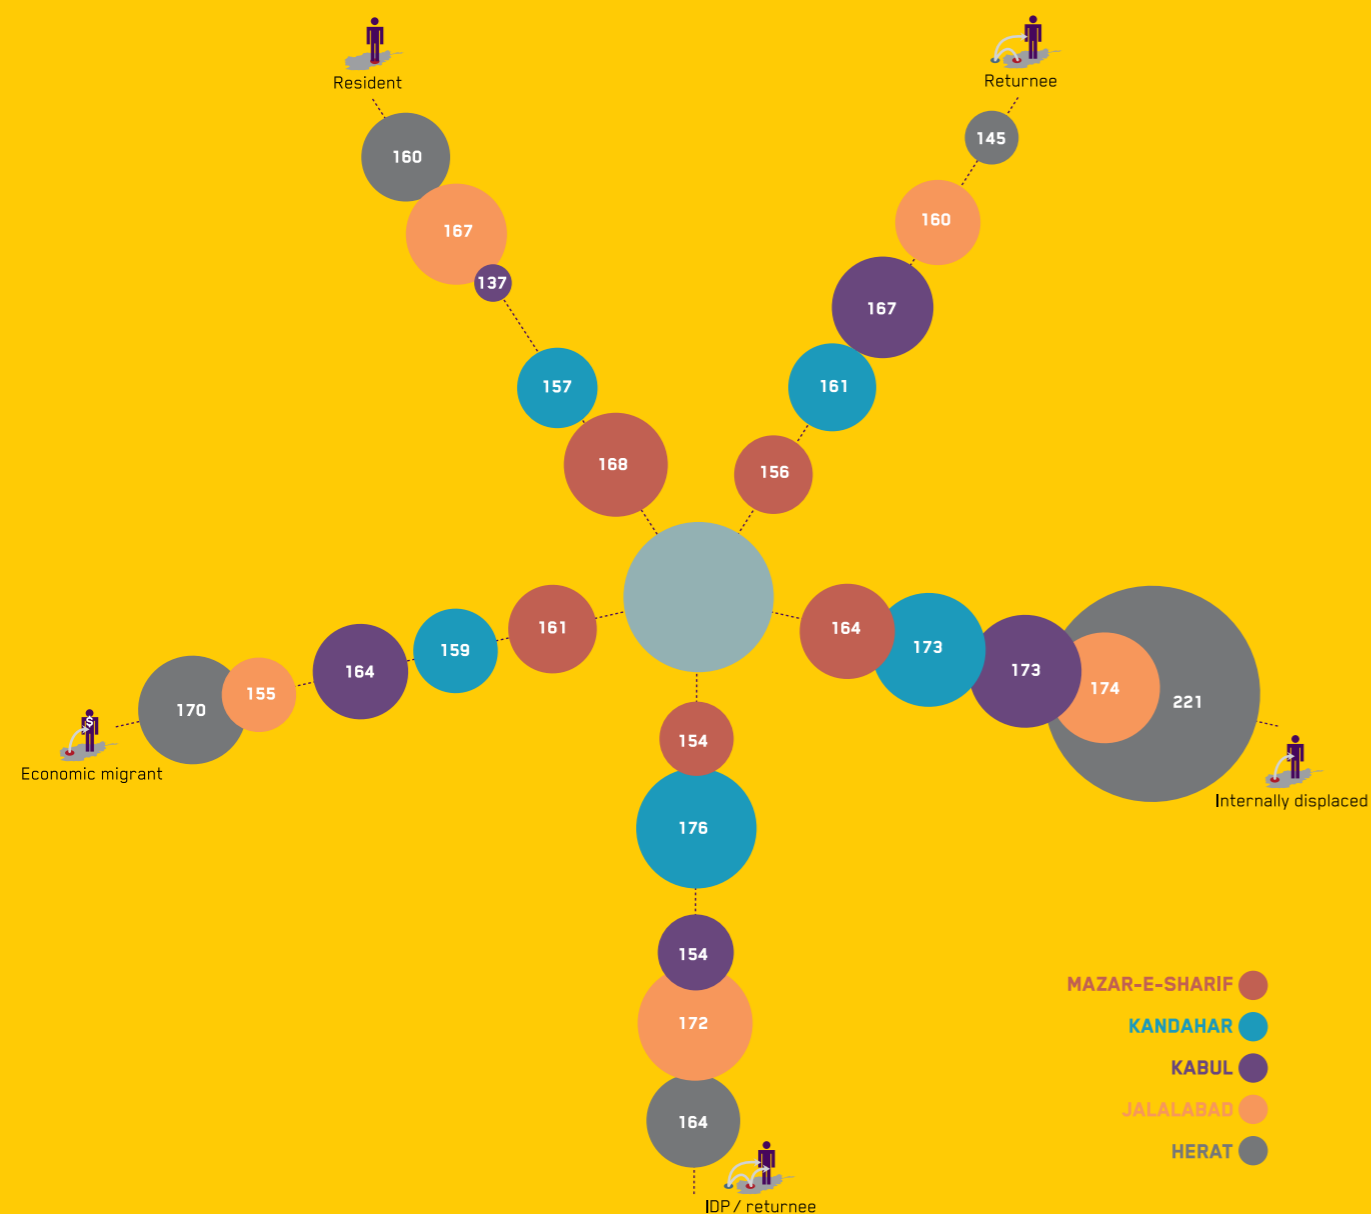 Resident
Returnee
160
145
167
160
137
167
157
161
168
156
161
159
164
155
170
$
Economic migrant
164
173
173
174
221
Internally displaced
154
176
154
172
164
IDP / returnee
MAZAR-E-SHARIF
KANDAHAR
KABUL
JALALABAD
HERAT